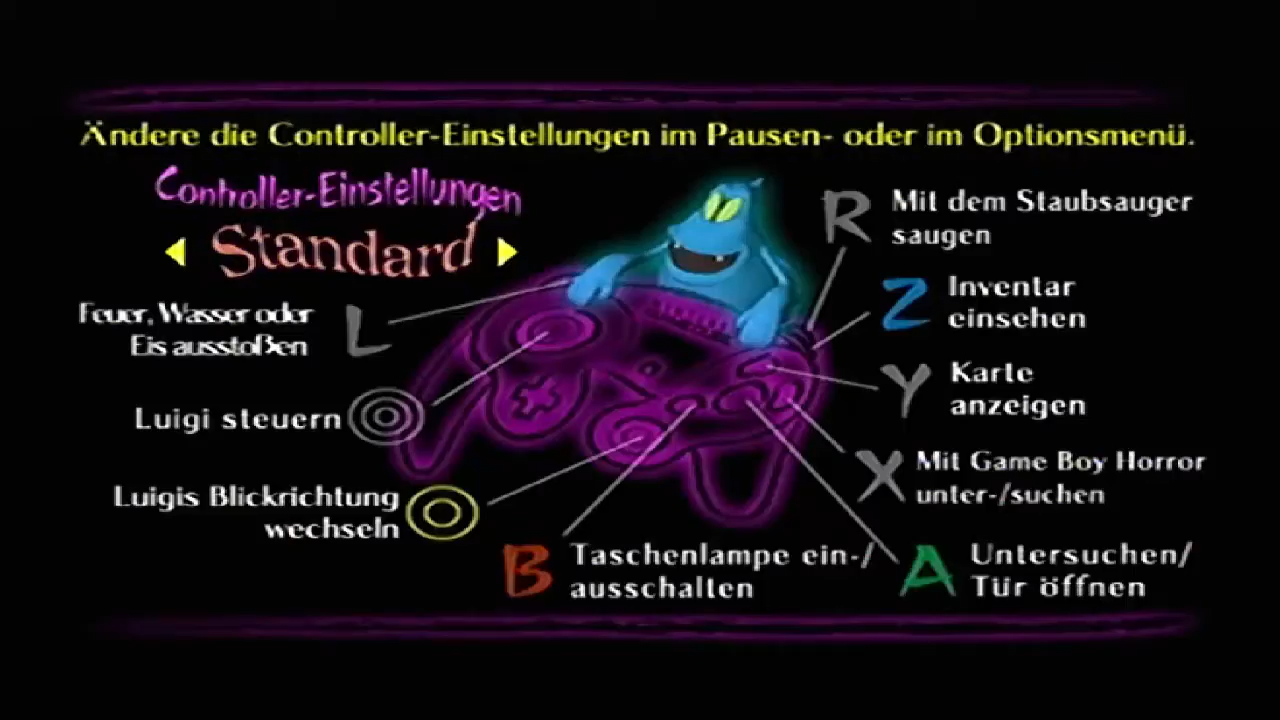 Ändere die Controller-Einstellungen im Pausen- oder im Optionsmenü.
Controller-Einstellungen
Standard
Feuer, Wasser oder
Eis ausstoßen
L
Luigi steuern
Luigis Blickrichtung
wechseln
R
Mit dem Staubsauger
saugen
Z
Inventar
einsehen
Y
Karte
anzeigen
X
Mit Game Boy Horror
unter-/suchen
B
Taschenlampe ein-/
ausschalten
A
Untersuchen/
Tür öffnen